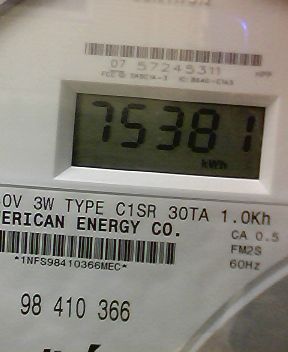 07 57245311
HPP
75381
kWh
0V 3W TYPE C1SR 30TA 1.0Kh
ERICAN ENERGY CO.
CA 0.5
FM2S
*1NFS98410366MEC*
60Hz
98 410 366